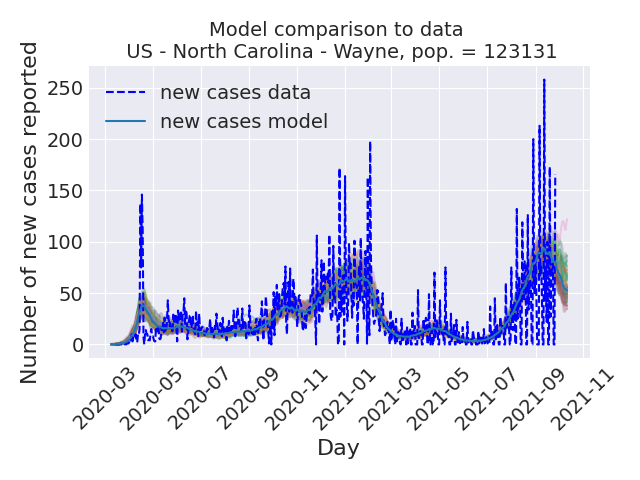 Model comparison to data
US - North Carolina - Wayne, pop. = 123131
Number of new cases reported
250
200
150
100
50
0
new cases data
new cases model
2020-03
2020-05
2020-07
2020-09
2020-11
2021-01
2021-03
2021-05
2021-07
2021-09
2021-11
Day